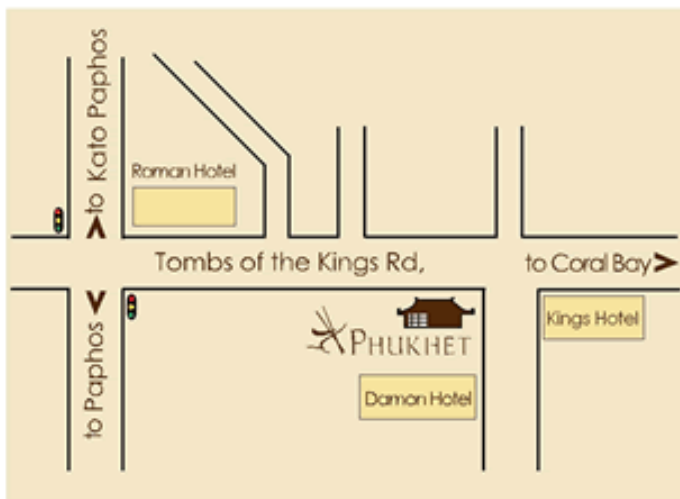 to Kato Paphos
Roman Hotel
Tombs of the Kings Rd,
to Coral Bay
to Paphos
PHUKHET
Kings Hotel
Damon Hotel